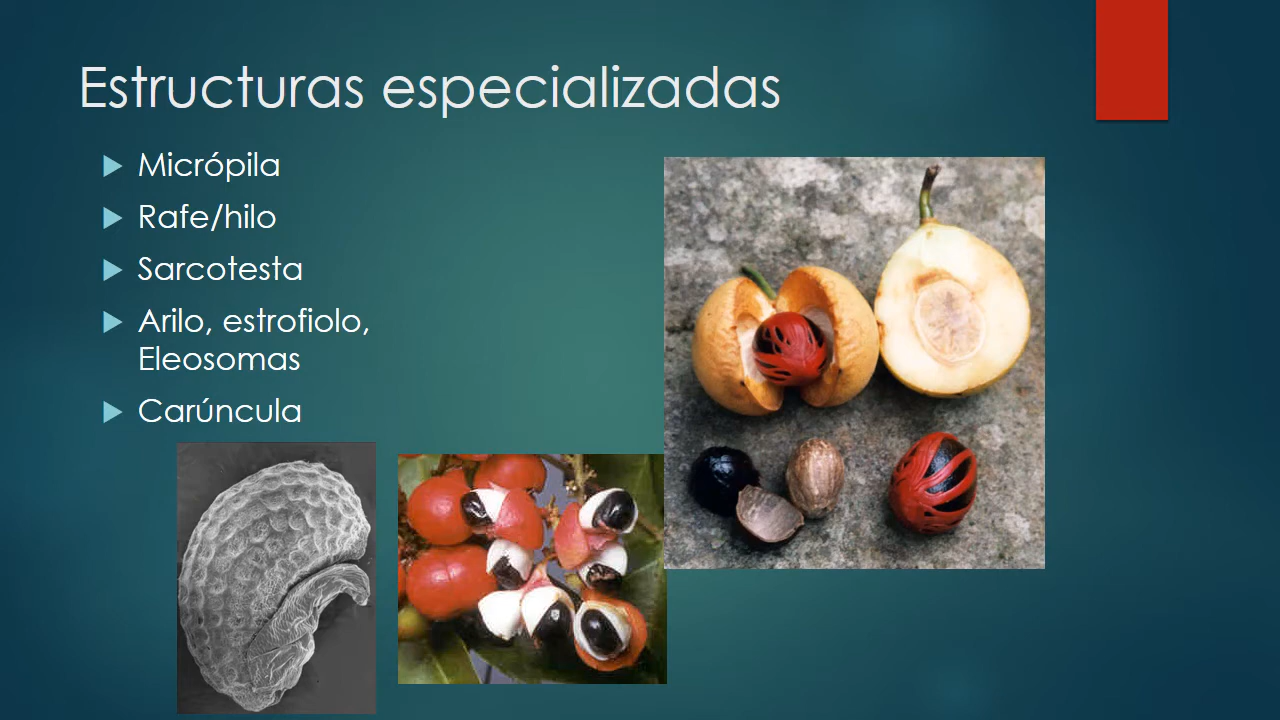 Estructuras especializadas
Micrópila
Rafe/hilo
Sarcotesta
Arilo, estrofiolo,
Eleosomas
Carúncula